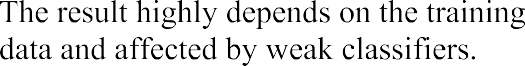 The result highly depends on the training
data and affected by weak classifiers.